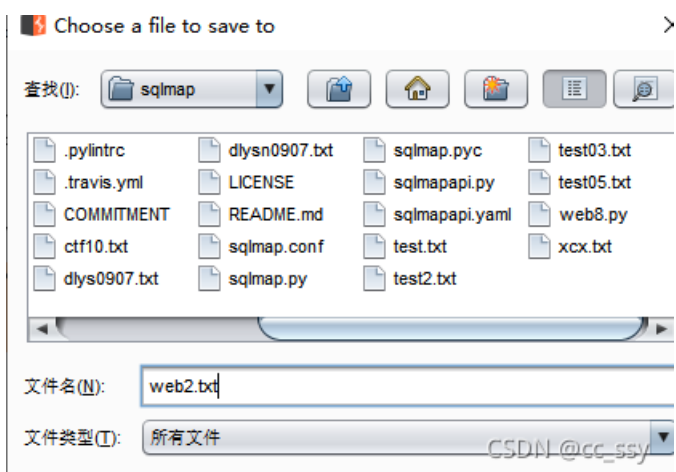 Choose a file to save to
查找(I): sqlmap
.pylintrc dlysn0907.txt sqlmap.pyc test03.txt
.travis.yml LICENSE sqlmapapi.py test05.txt
COMMITMENT README.md sqlmapapi.yaml web8.py
ctf10.txt sqlmap.conf test.txt xcx.txt
dlys0907.txt sqlmap.py test2.txt
文件名(N): web2.txt
文件类型(T): 所有文件
CSDN @cc_ssy